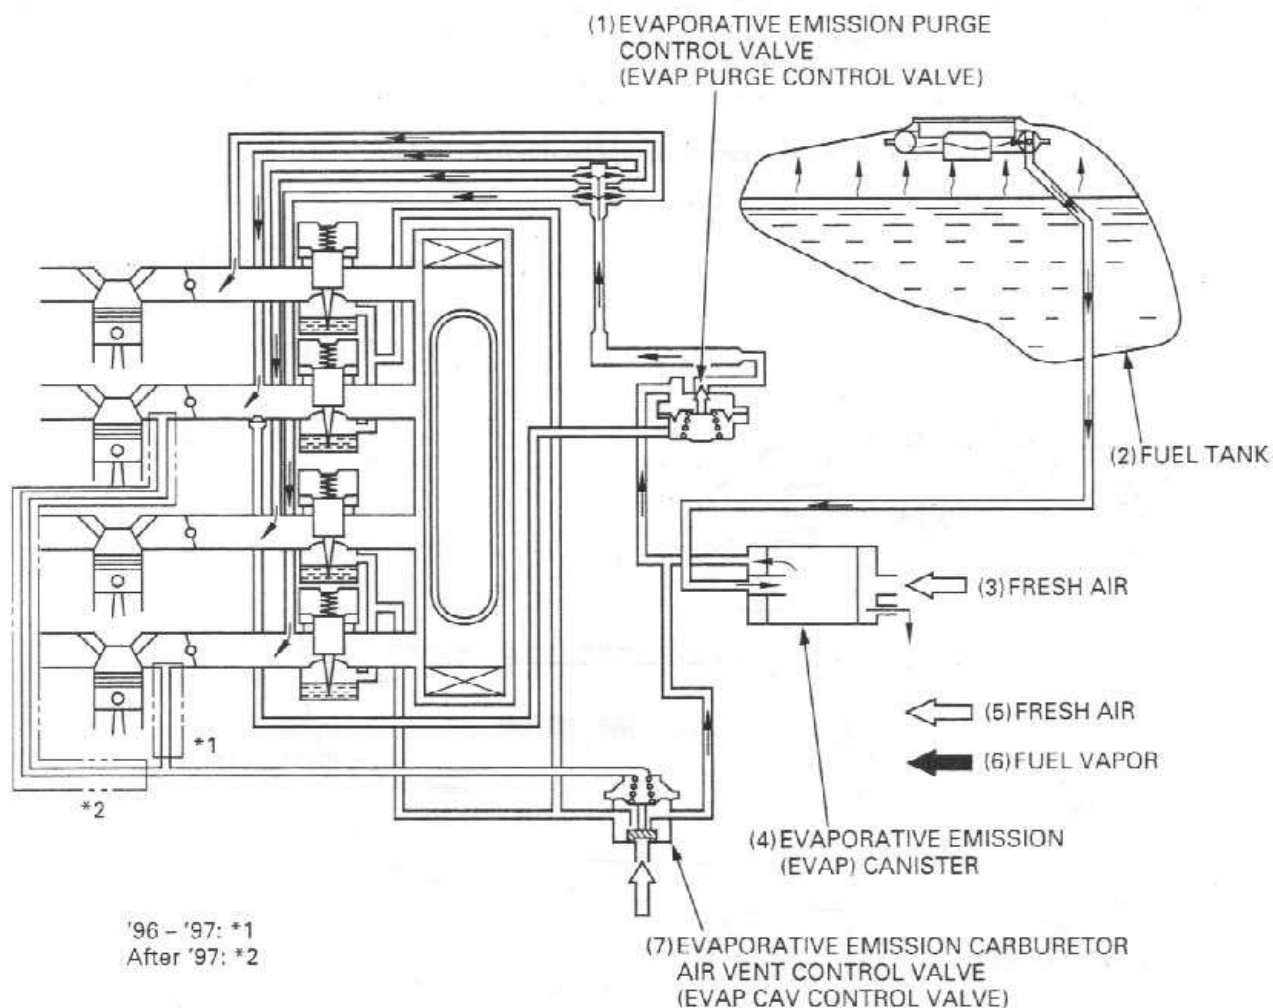 (1) EVAPORATIVE EMISSION PURGE
CONTROL VALVE
(EVAP PURGE CONTROL VALVE)
(2) FUEL TANK
(3) FRESH AIR
(5) FRESH AIR
(6) FUEL VAPOR
*1
*2
(4) EVAPORATIVE EMISSION
(EVAP) CANISTER
'96 – '97: *1
After '97: *2
(7) EVAPORATIVE EMISSION CARBURETOR
AIR VENT CONTROL VALVE
(EVAP CAV CONTROL VALVE)